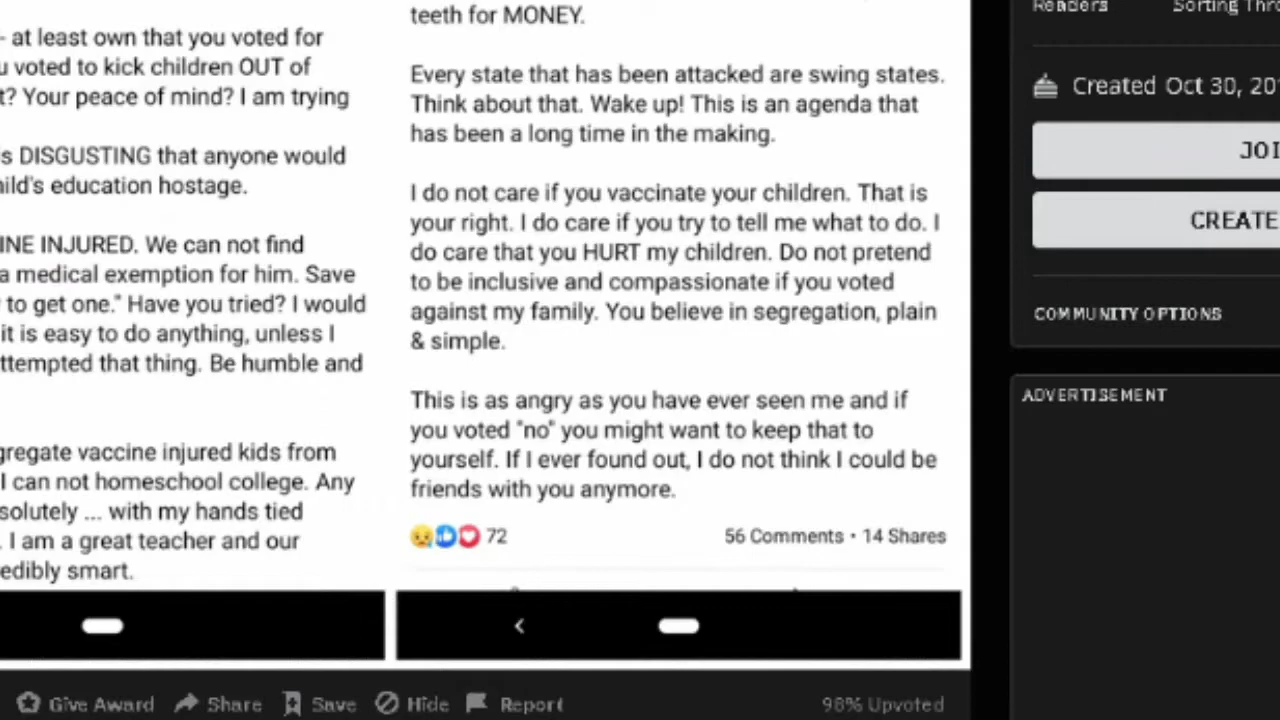 - at least own that you voted for
u voted to kick children OUT of
t? Your peace of mind? I am trying
s DISGUSTING that anyone would
ild's education hostage.
INE INJURED. We can not find
a medical exemption for him. Save
to get one." Have you tried? I would
it is easy to do anything, unless I
ttempted that thing. Be humble and
gregate vaccine injured kids from
I can not homeschool college. Any
solutely ... with my hands tied
. I am a great teacher and our
edibly smart.
teeth for MONEY.
Every state that has been attacked are swing states.
Think about that. Wake up! This is an agenda that
has been a long time in the making.
I do not care if you vaccinate your children. That is
your right. I do care if you try to tell me what to do. I
do care that you HURT my children. Do not pretend
to be inclusive and compassionate if you voted
against my family. You believe in segregation, plain
& simple.
This is as angry as you have ever seen me and if
you voted "no" you might want to keep that to
yourself. If I ever found out, I do not think I could be
friends with you anymore.
72
56 Comments • 14 Shares
Give Award Share Save Hide Report
98% Upvoted
Readers Sorting Thro
Created Oct 30, 201
JOI
CREATE
COMMUNITY OPTIONS
ADVERTISEMENT